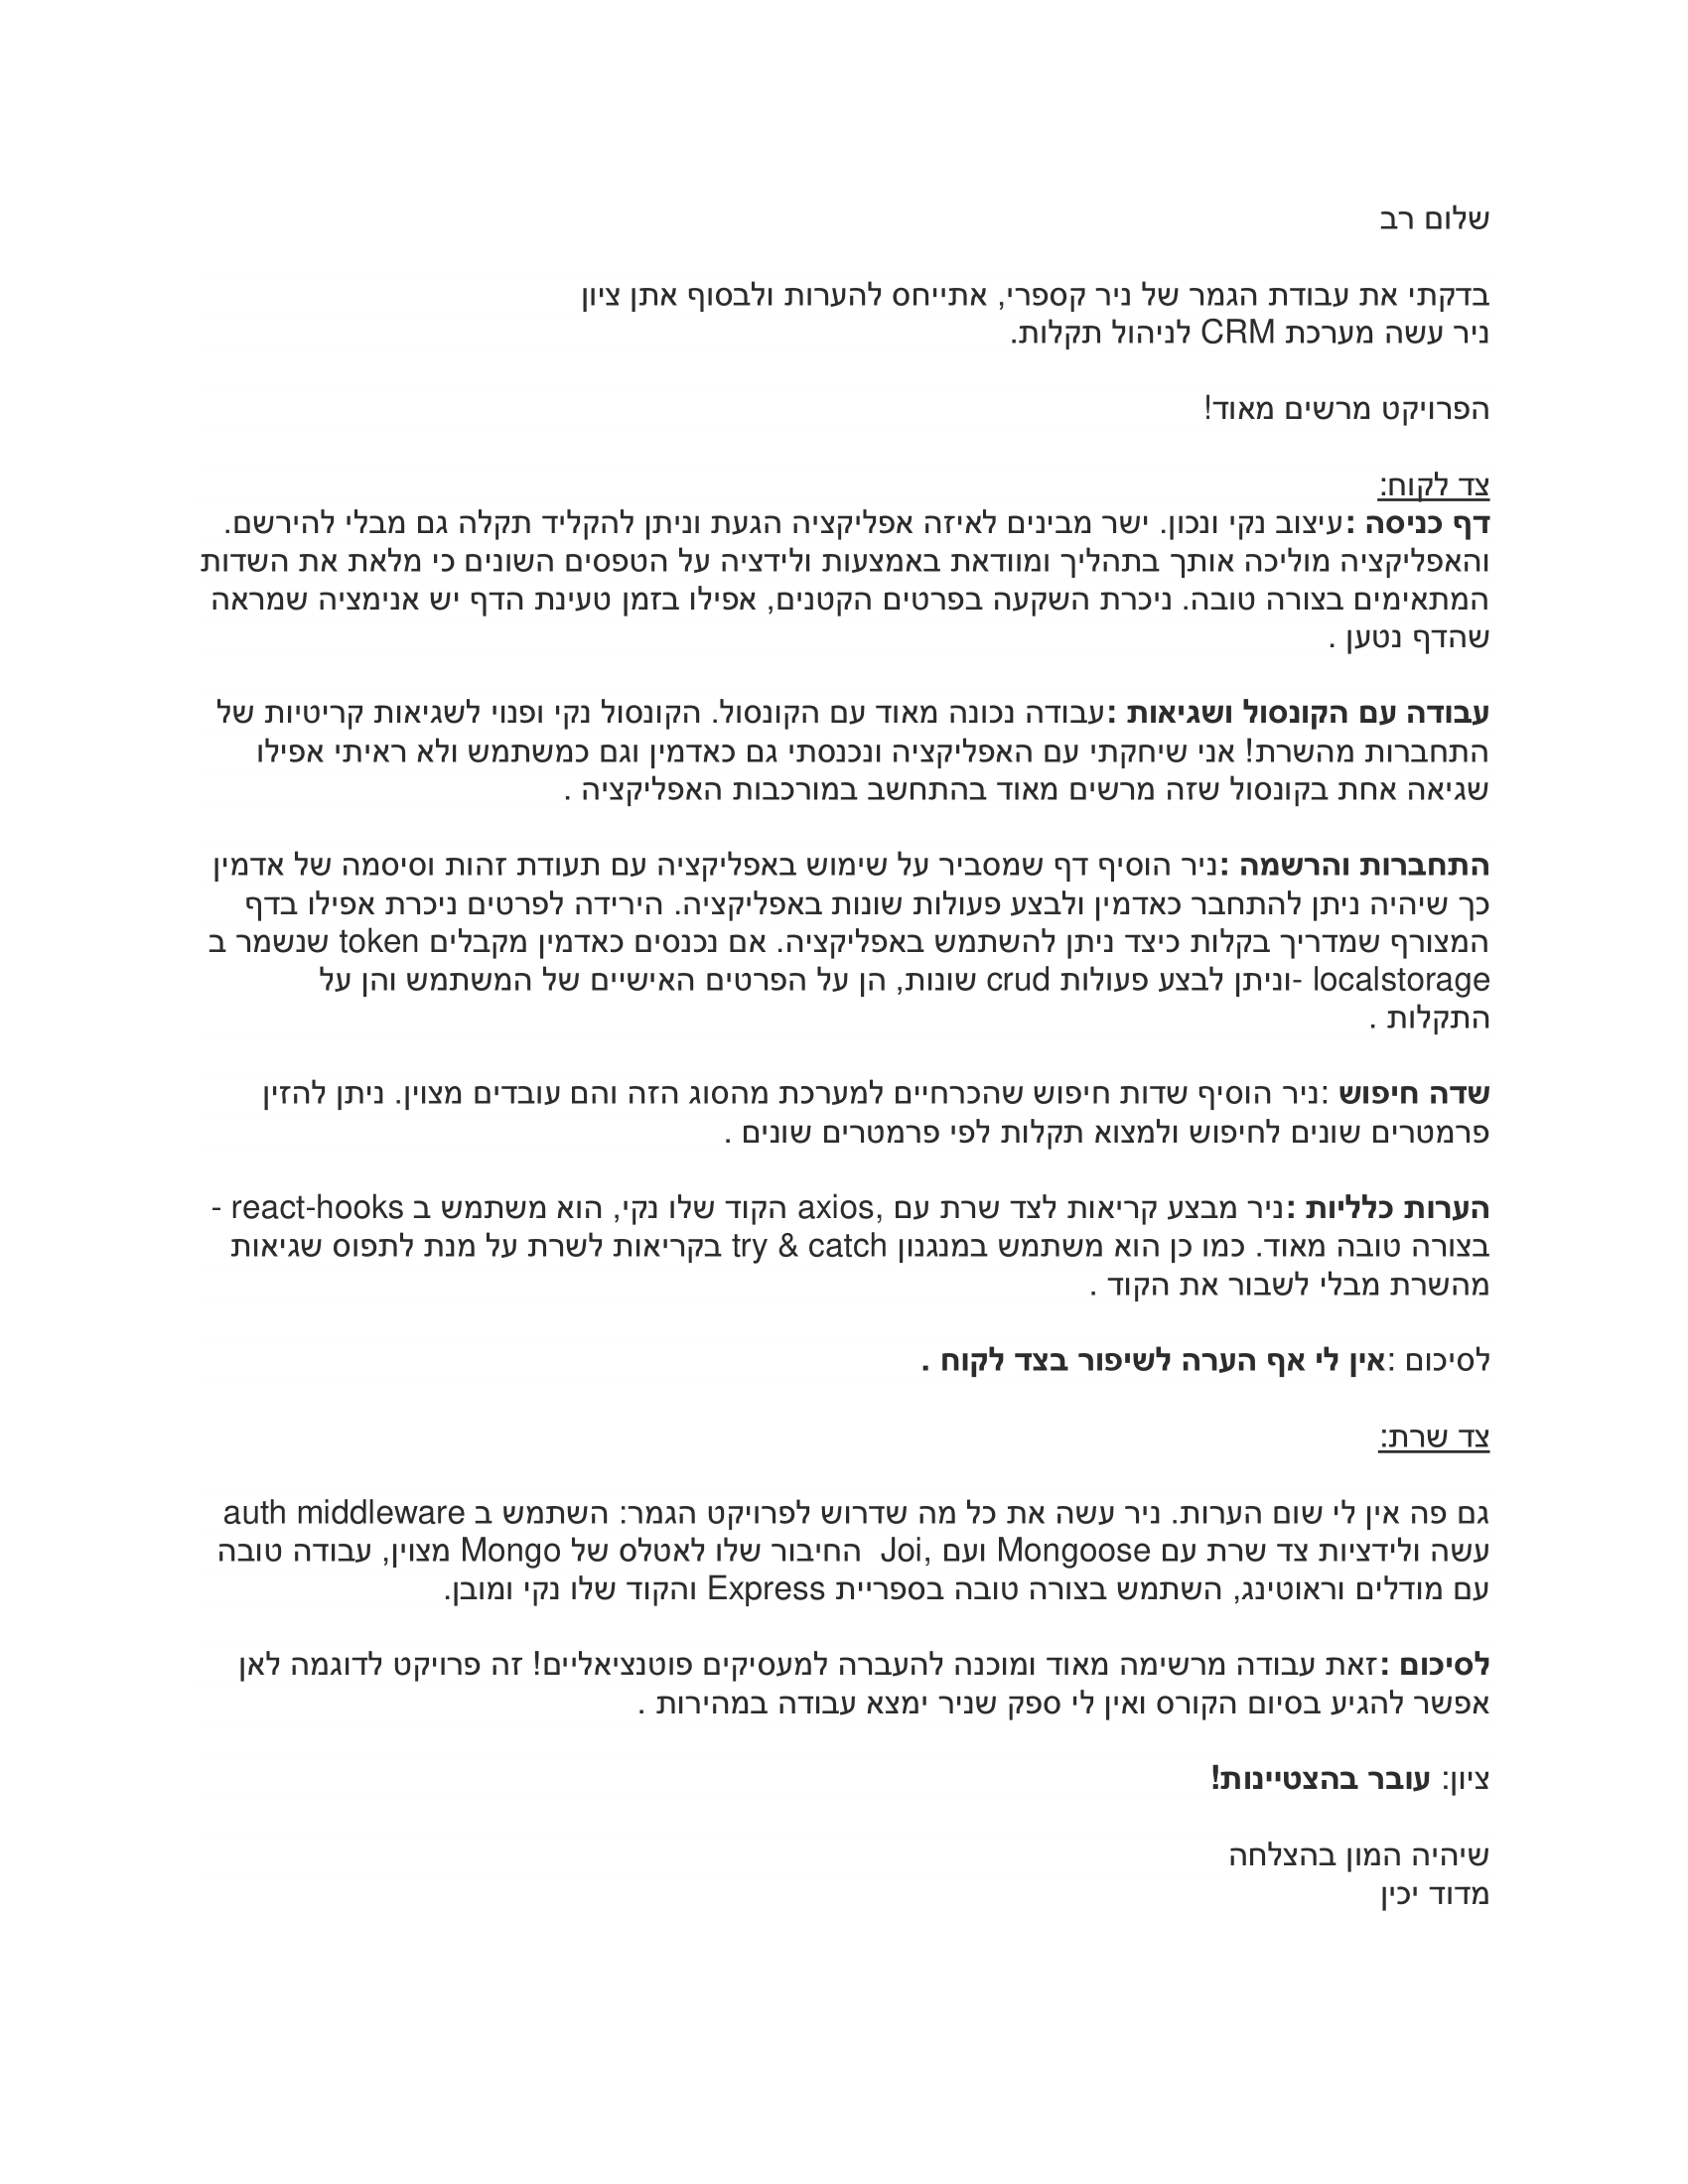 שלום רב
בדקתי את עבודת הגמר של ניר קספרי, אתייחס להערות ולבסוף אתן ציון
ניר עשה מערכת CRM לניהול תקלות.
הפרויקט מרשים מאוד!
צד לקוח:
דף כניסה :עיצוב נקי ונכון. ישר מבינים לאיזה אפליקציה הגעת וניתן להקליד תקלה גם מבלי להירשם.
והאפליקציה מוליכה אותך בתהליך ומוודאת באמצעות ולידציה על הטפסים השונים כי מלאת את השדות
המתאימים בצורה טובה. ניכרת השקעה בפרטים הקטנים, אפילו בזמן טעינת הדף יש אנימציה שמראה
שהדף נטען .
עבודה עם הקונסול ושגיאות :עבודה נכונה מאוד עם הקונסול. הקונסול נקי ופנוי לשגיאות קריטיות של
התחברות מהשרת! אני שיחקתי עם האפליקציה ונכנסתי גם כאדמין וגם כמשתמש ולא ראיתי אפילו
שגיאה אחת בקונסול שזה מרשים מאוד בהתחשב במורכבות האפליקציה .
התחברות והרשמה :ניר הוסיף דף שמסביר על שימוש באפליקציה עם תעודת זהות וסיסמה של אדמין
כך שיהיה ניתן להתחבר כאדמין ולבצע פעולות שונות באפליקציה. הירידה לפרטים ניכרת אפילו בדף
המצורף שמדריך בקלות כיצד ניתן להשתמש באפליקציה. אם נכנסים כאדמין מקבלים token שנשמר ב
localstorage -וניתן לבצע פעולות crud שונות, הן על הפרטים האישיים של המשתמש והן על
התקלות .
שדה חיפוש :ניר הוסיף שדות חיפוש שהכרחיים למערכת מהסוג הזה והם עובדים מצוין. ניתן להזין
פרמטרים שונים לחיפוש ולמצוא תקלות לפי פרמטרים שונים .
הערות כלליות :ניר מבצע קריאות לצד שרת עם axios, הקוד שלו נקי, הוא משתמש ב react-hooks -
בצורה טובה מאוד. כמו כן הוא משתמש במנגנון try & catch בקריאות לשרת על מנת לתפוס שגיאות
מהשרת מבלי לשבור את הקוד .
לסיכום :אין לי אף הערה לשיפור בצד לקוח .
צד שרת:
גם פה אין לי שום הערות. ניר עשה את כל מה שדרוש לפרויקט הגמר: השתמש ב auth middleware
עשה ולידציות צד שרת עם Mongoose ועם Joi, החיבור שלו לאטלס של Mongo מצוין, עבודה טובה
עם מודלים וראוטינג, השתמש בצורה טובה בספריית Express והקוד שלו נקי ומובן.
לסיכום :זאת עבודה מרשימה מאוד ומוכנה להעברה למעסיקים פוטנציאליים! זה פרויקט לדוגמה לאן
אפשר להגיע בסיום הקורס ואין לי ספק שניר ימצא עבודה במהירות .
ציון: עובר בהצטיינות!
שיהיה המון בהצלחה
מדוד יכין